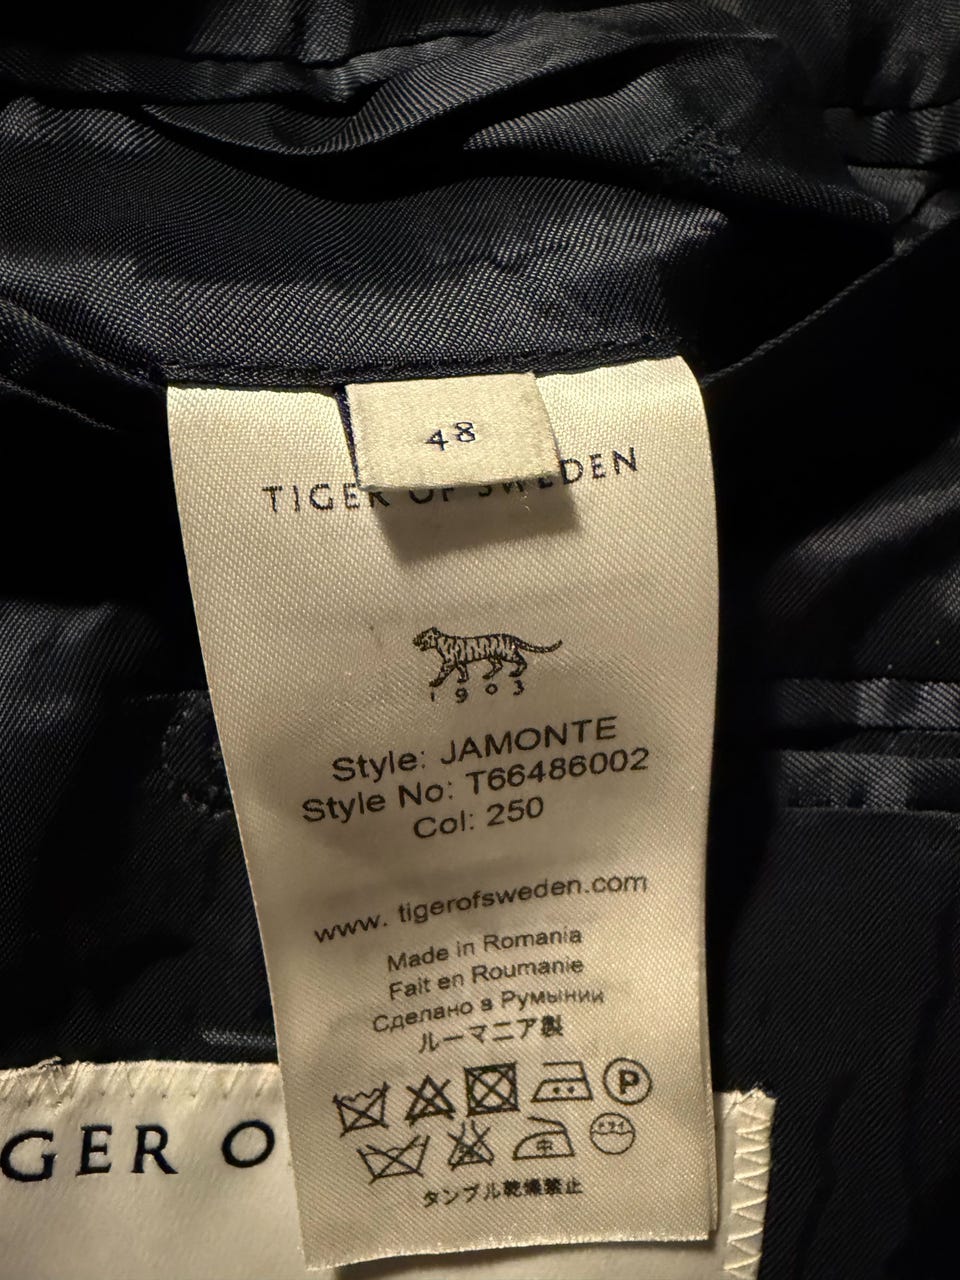 48
TIGER OF SWEDEN
1903
Style: JAMONTE
Style No: T66486002
Col: 250
www. tigerofsweden.com
Made in Romania
Fait en Roumanie
Сделано в Румынии
ルーマニア製
P
タンブル乾燥禁止
GER O